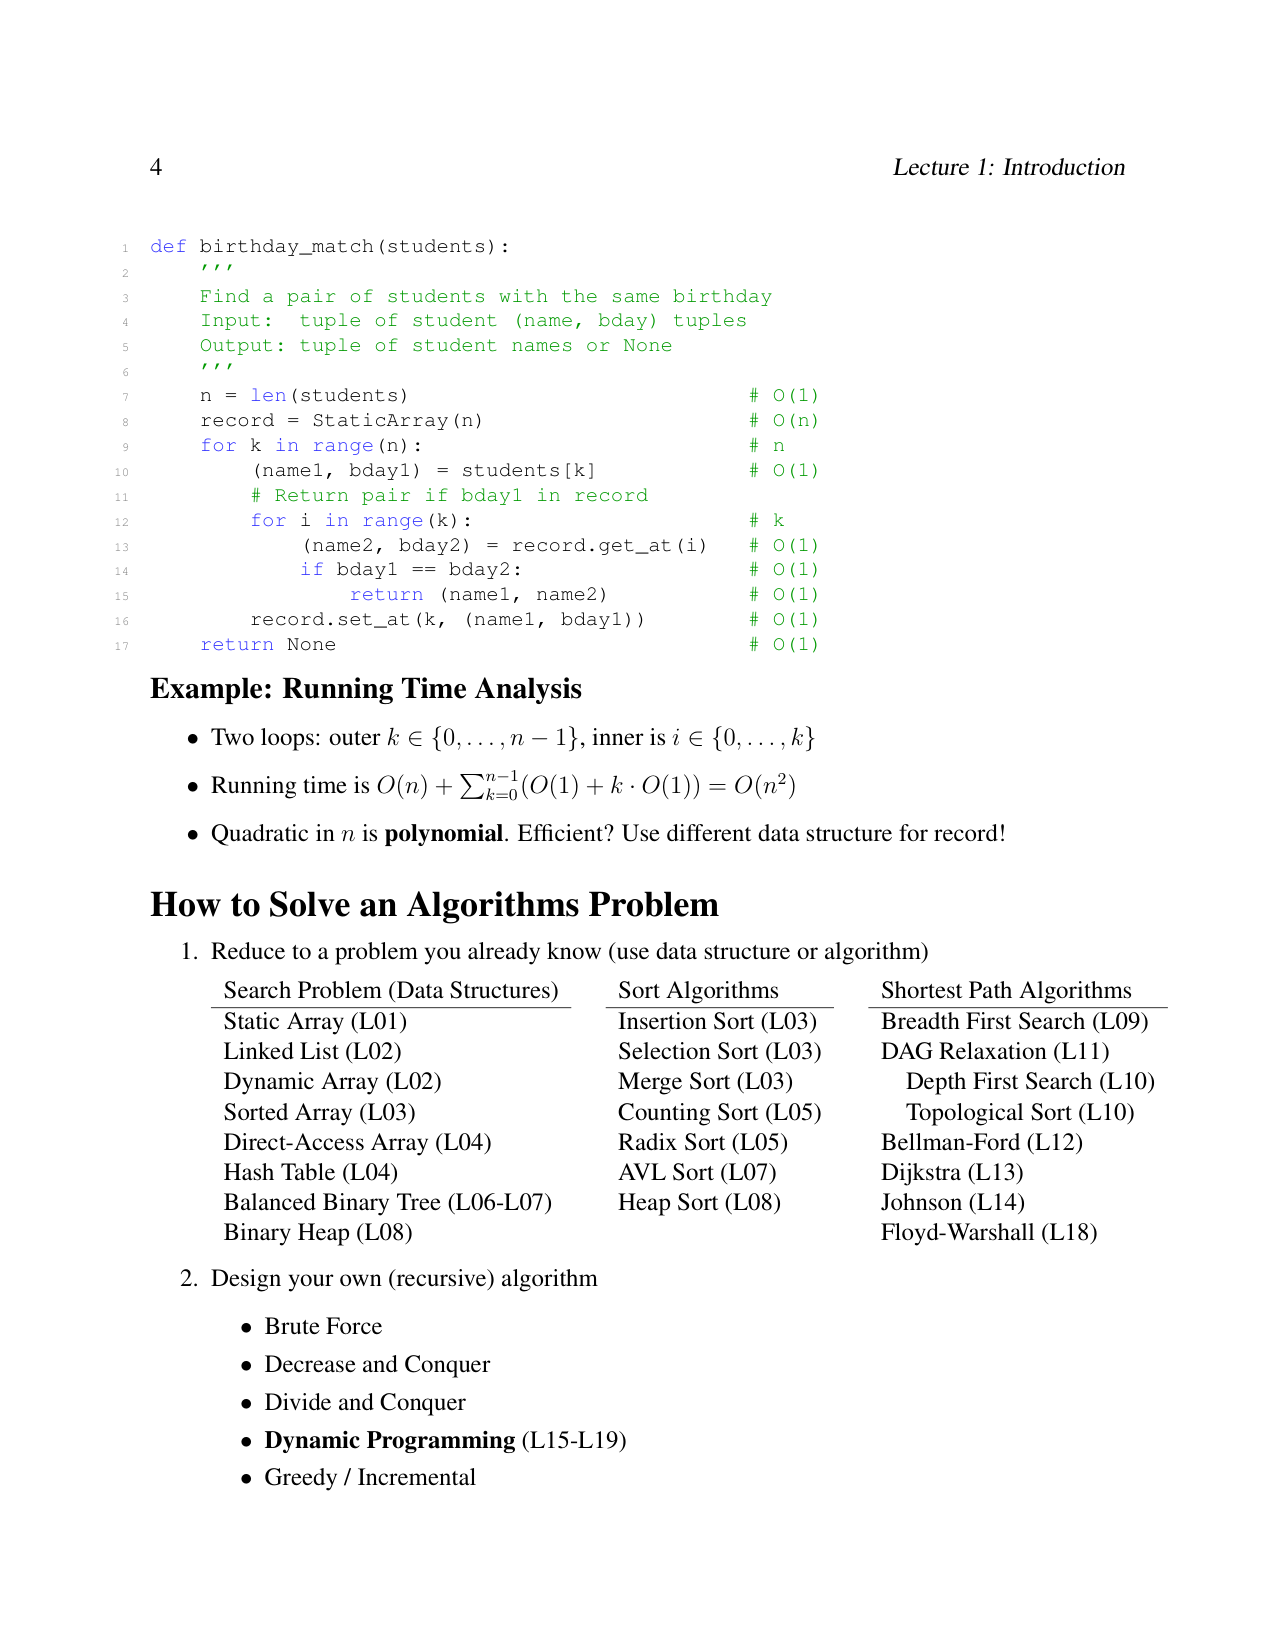 4 Lecture 1: Introduction
1 def birthday_match(students):
2     '''
3     Find a pair of students with the same birthday
4     Input:  tuple of student (name, bday) tuples
5     Output: tuple of student names or None
6     '''
7     n = len(students)                           # O(1)
8     record = StaticArray(n)                     # O(n)
9     for k in range(n):                          # n
10         (name1, bday1) = students[k]            # O(1)
11         # Return pair if bday1 in record
12         for i in range(k):                      # k
13             (name2, bday2) = record.get_at(i)   # O(1)
14             if bday1 == bday2:                  # O(1)
15                 return (name1, name2)           # O(1)
16         record.set_at(k, (name1, bday1))        # O(1)
17     return None                                 # O(1)
Example: Running Time Analysis
• Two loops: outer k ∈ {0, . . . , n − 1}, inner is i ∈ {0, . . . , k}
• Running time is O(n) + ∑_{k=0}^{n−1}(O(1) + k · O(1)) = O(n²)
• Quadratic in n is polynomial. Efficient? Use different data structure for record!
How to Solve an Algorithms Problem
1. Reduce to a problem you already know (use data structure or algorithm)
Search Problem (Data Structures) Sort Algorithms Shortest Path Algorithms
Static Array (L01) Insertion Sort (L03) Breadth First Search (L09)
Linked List (L02) Selection Sort (L03) DAG Relaxation (L11)
Dynamic Array (L02) Merge Sort (L03) Depth First Search (L10)
Sorted Array (L03) Counting Sort (L05) Topological Sort (L10)
Direct-Access Array (L04) Radix Sort (L05) Bellman-Ford (L12)
Hash Table (L04) AVL Sort (L07) Dijkstra (L13)
Balanced Binary Tree (L06-L07) Heap Sort (L08) Johnson (L14)
Binary Heap (L08) Floyd-Warshall (L18)
2. Design your own (recursive) algorithm
• Brute Force
• Decrease and Conquer
• Divide and Conquer
• Dynamic Programming (L15-L19)
• Greedy / Incremental